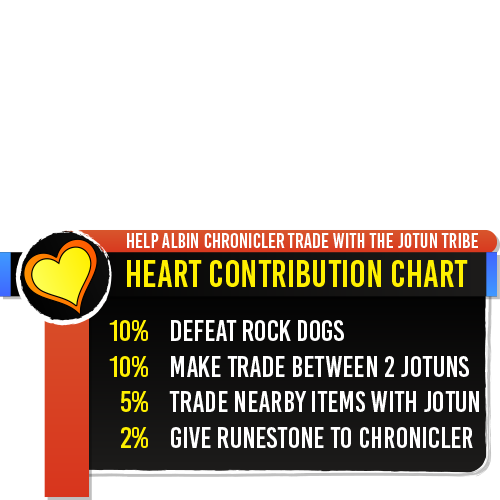 HELP ALBIN CHRONICLER TRADE WITH THE JOTUN TRIBE
HEART CONTRIBUTION CHART
10% DEFEAT ROCK DOGS
10% MAKE TRADE BETWEEN 2 JOTUNS
5% TRADE NEARBY ITEMS WITH JOTUN
2% GIVE RUNESTONE TO CHRONICLER